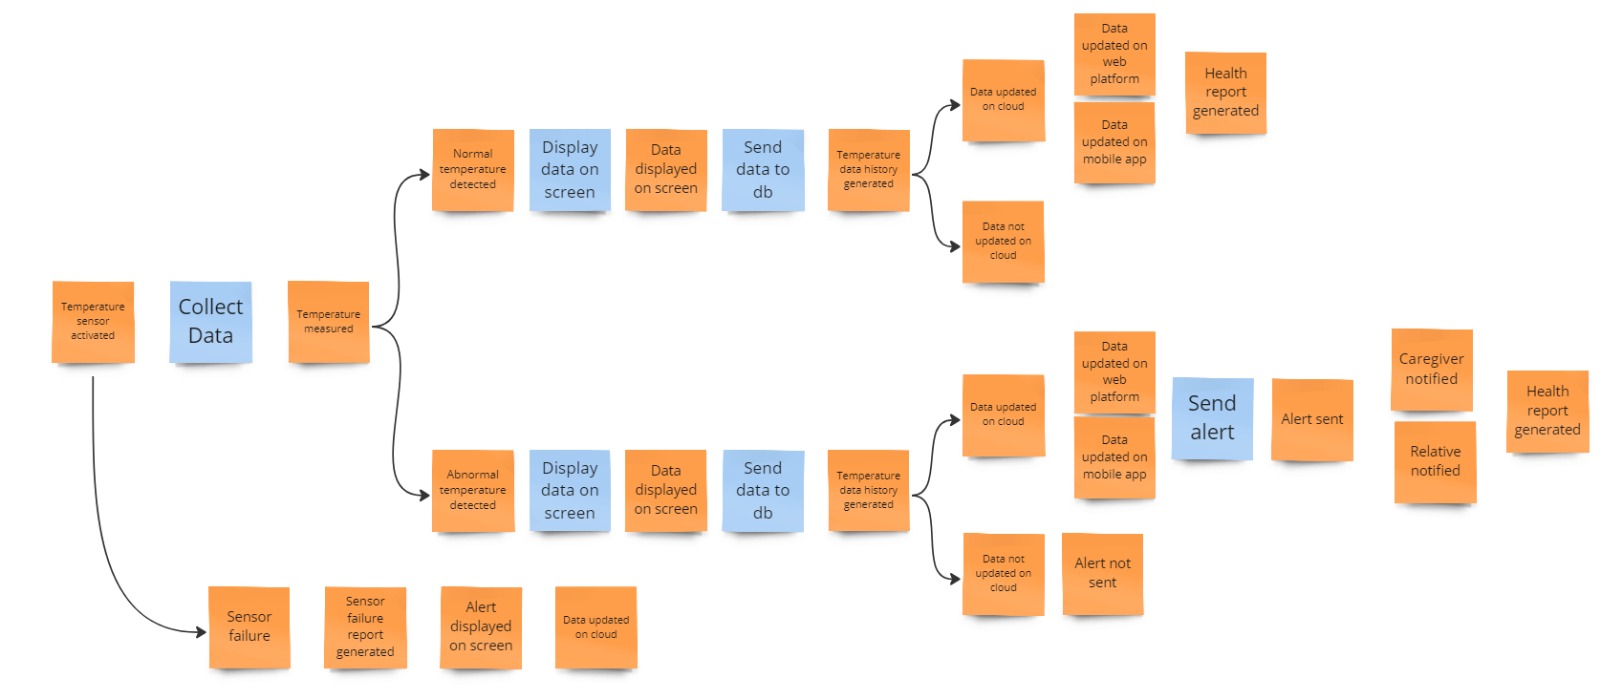 Data
updated on
web
platform
Data updated
on cloud
Health
report
generated
Data
updated on
mobile app
Normal
temperature
detected
Display
data on
screen
Data
displayed
on screen
Send
data to
db
Temperature
data history
generated
Data not
updated on
cloud
Temperature
sensor
activated
Collect
Data
Temperature
measured
Data
updated on
web
platform
Data updated
on cloud
Data
updated on
mobile app
Send
alert
Alert sent
Caregiver
notified
Relative
notified
Health
report
generated
Abnormal
temperature
detected
Display
data on
screen
Data
displayed
on screen
Send
data to
db
Temperature
data history
generated
Data not
updated on
cloud
Alert not
sent
Sensor
failure
Sensor
failure
report
generated
Alert
displayed
on screen
Data updated
on cloud